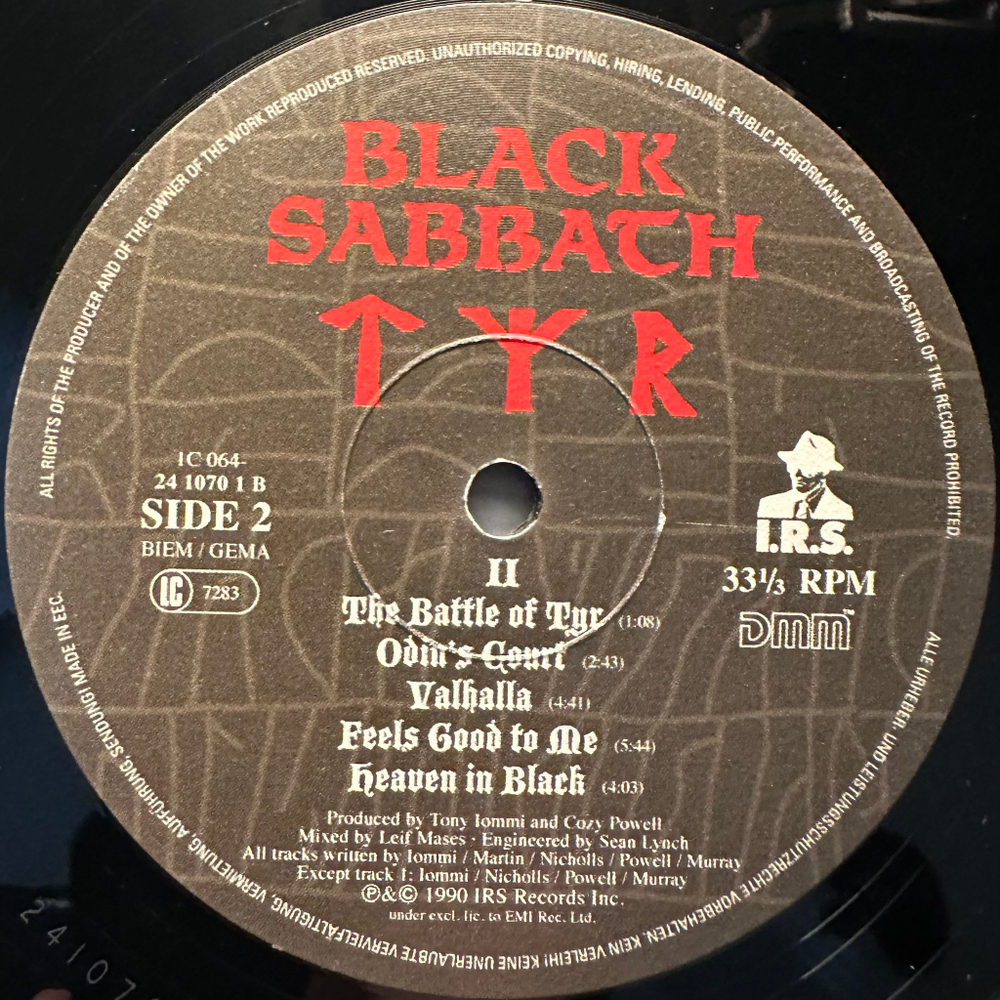 ALL RIGHTS OF THE PRODUCER AND OF THE OWNER OF THE WORK REPRODUCED RESERVED. UNAUTHORIZED COPYING, HIRING, LENDING, PUBLIC PERFORMANCE AND BROADCASTING OF THE RECORD PROHIBITED.
BLACK
SABBATH
ᛏᛉᚱ
1C 064-
24 1070 1 B
SIDE 2
BIEM / GEMA
LC 7283
I.R.S.
33⅓ RPM
DMM™
II
The Battle of Tyr (1:08)
Odin's Court (2:43)
Valhalla (4:41)
Feels Good to Me (5:44)
Heaven in Black (4:03)
Produced by Tony Iommi and Cozy Powell
Mixed by Leif Mases · Engineered by Sean Lynch
All tracks written by Iommi / Martin / Nicholls / Powell / Murray
Except track 1: Iommi / Nicholls / Powell / Murray
Ⓟ&© 1990 IRS Records Inc.
under excl. lic. to EMI Rec. Ltd.
ALLE URHEBER- UND LEISTUNGSSCHUTZRECHTE VORBEHALTEN. KEIN VERLEIH! KEINE UNERLAUBTE VERVIELFÄLTIGUNG, VERMIETUNG, AUFFÜHRUNG, SENDUNG! MADE IN EEC.
24107